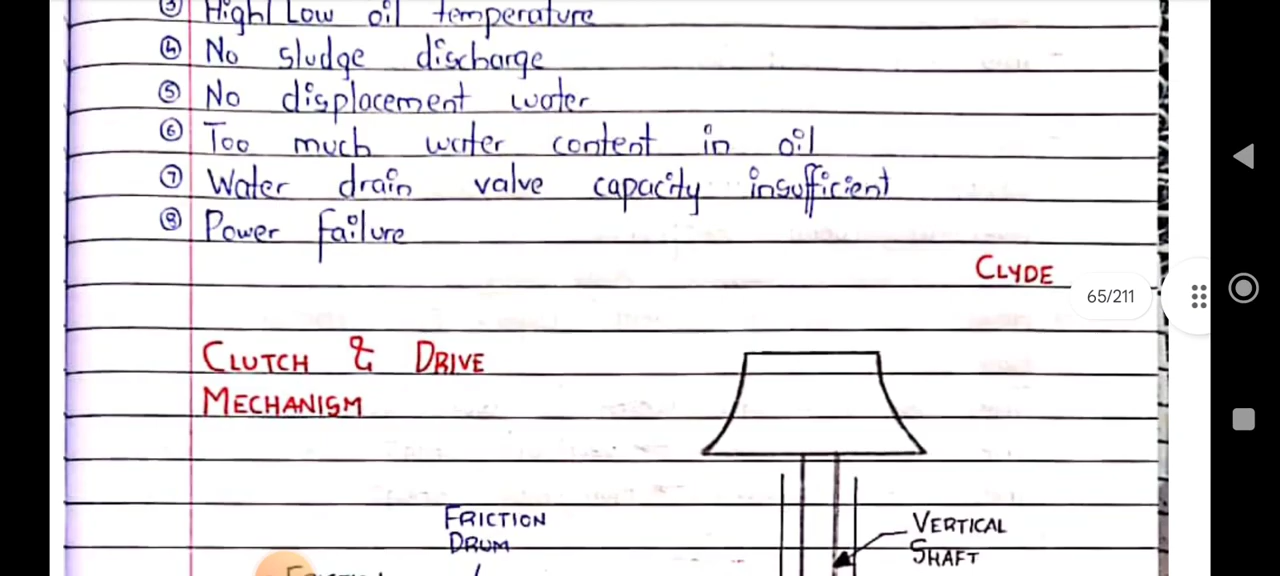 ③ High/Low oil temperature
④ No sludge discharge
⑤ No displacement water
⑥ Too much water content in oil
⑦ Water drain valve capacity insufficient
⑧ Power failure
CLYDE
65/211
CLUTCH & DRIVE
MECHANISM
FRICTION
DRUM
VERTICAL
SHAFT